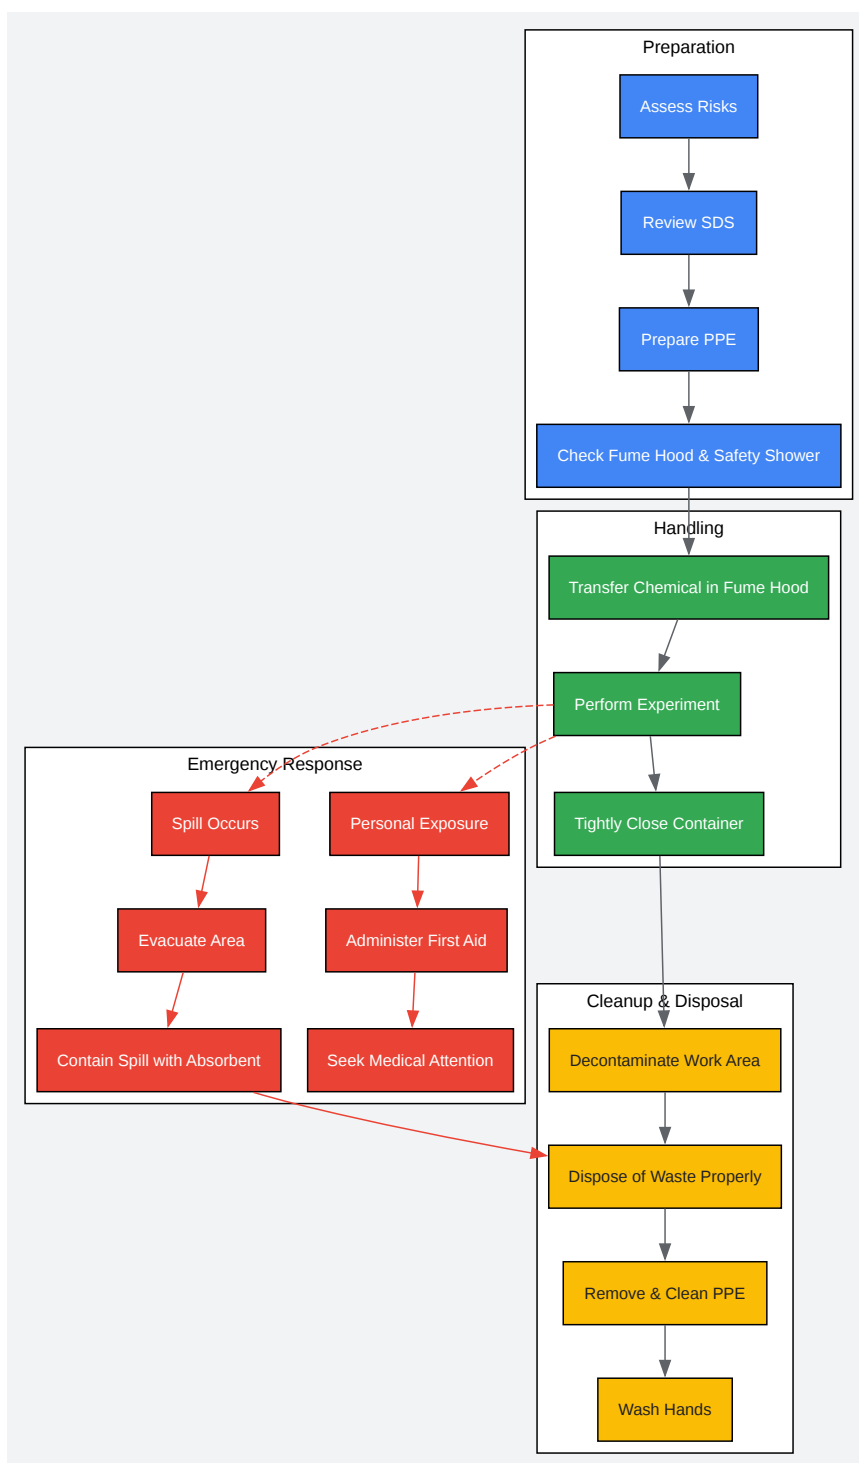 Preparation
Assess Risks
Review SDS
Prepare PPE
Check Fume Hood & Safety Shower
Handling
Transfer Chemical in Fume Hood
Perform Experiment
Tightly Close Container
Emergency Response
Spill Occurs
Personal Exposure
Evacuate Area
Administer First Aid
Contain Spill with Absorbent
Seek Medical Attention
Cleanup & Disposal
Decontaminate Work Area
Dispose of Waste Properly
Remove & Clean PPE
Wash Hands